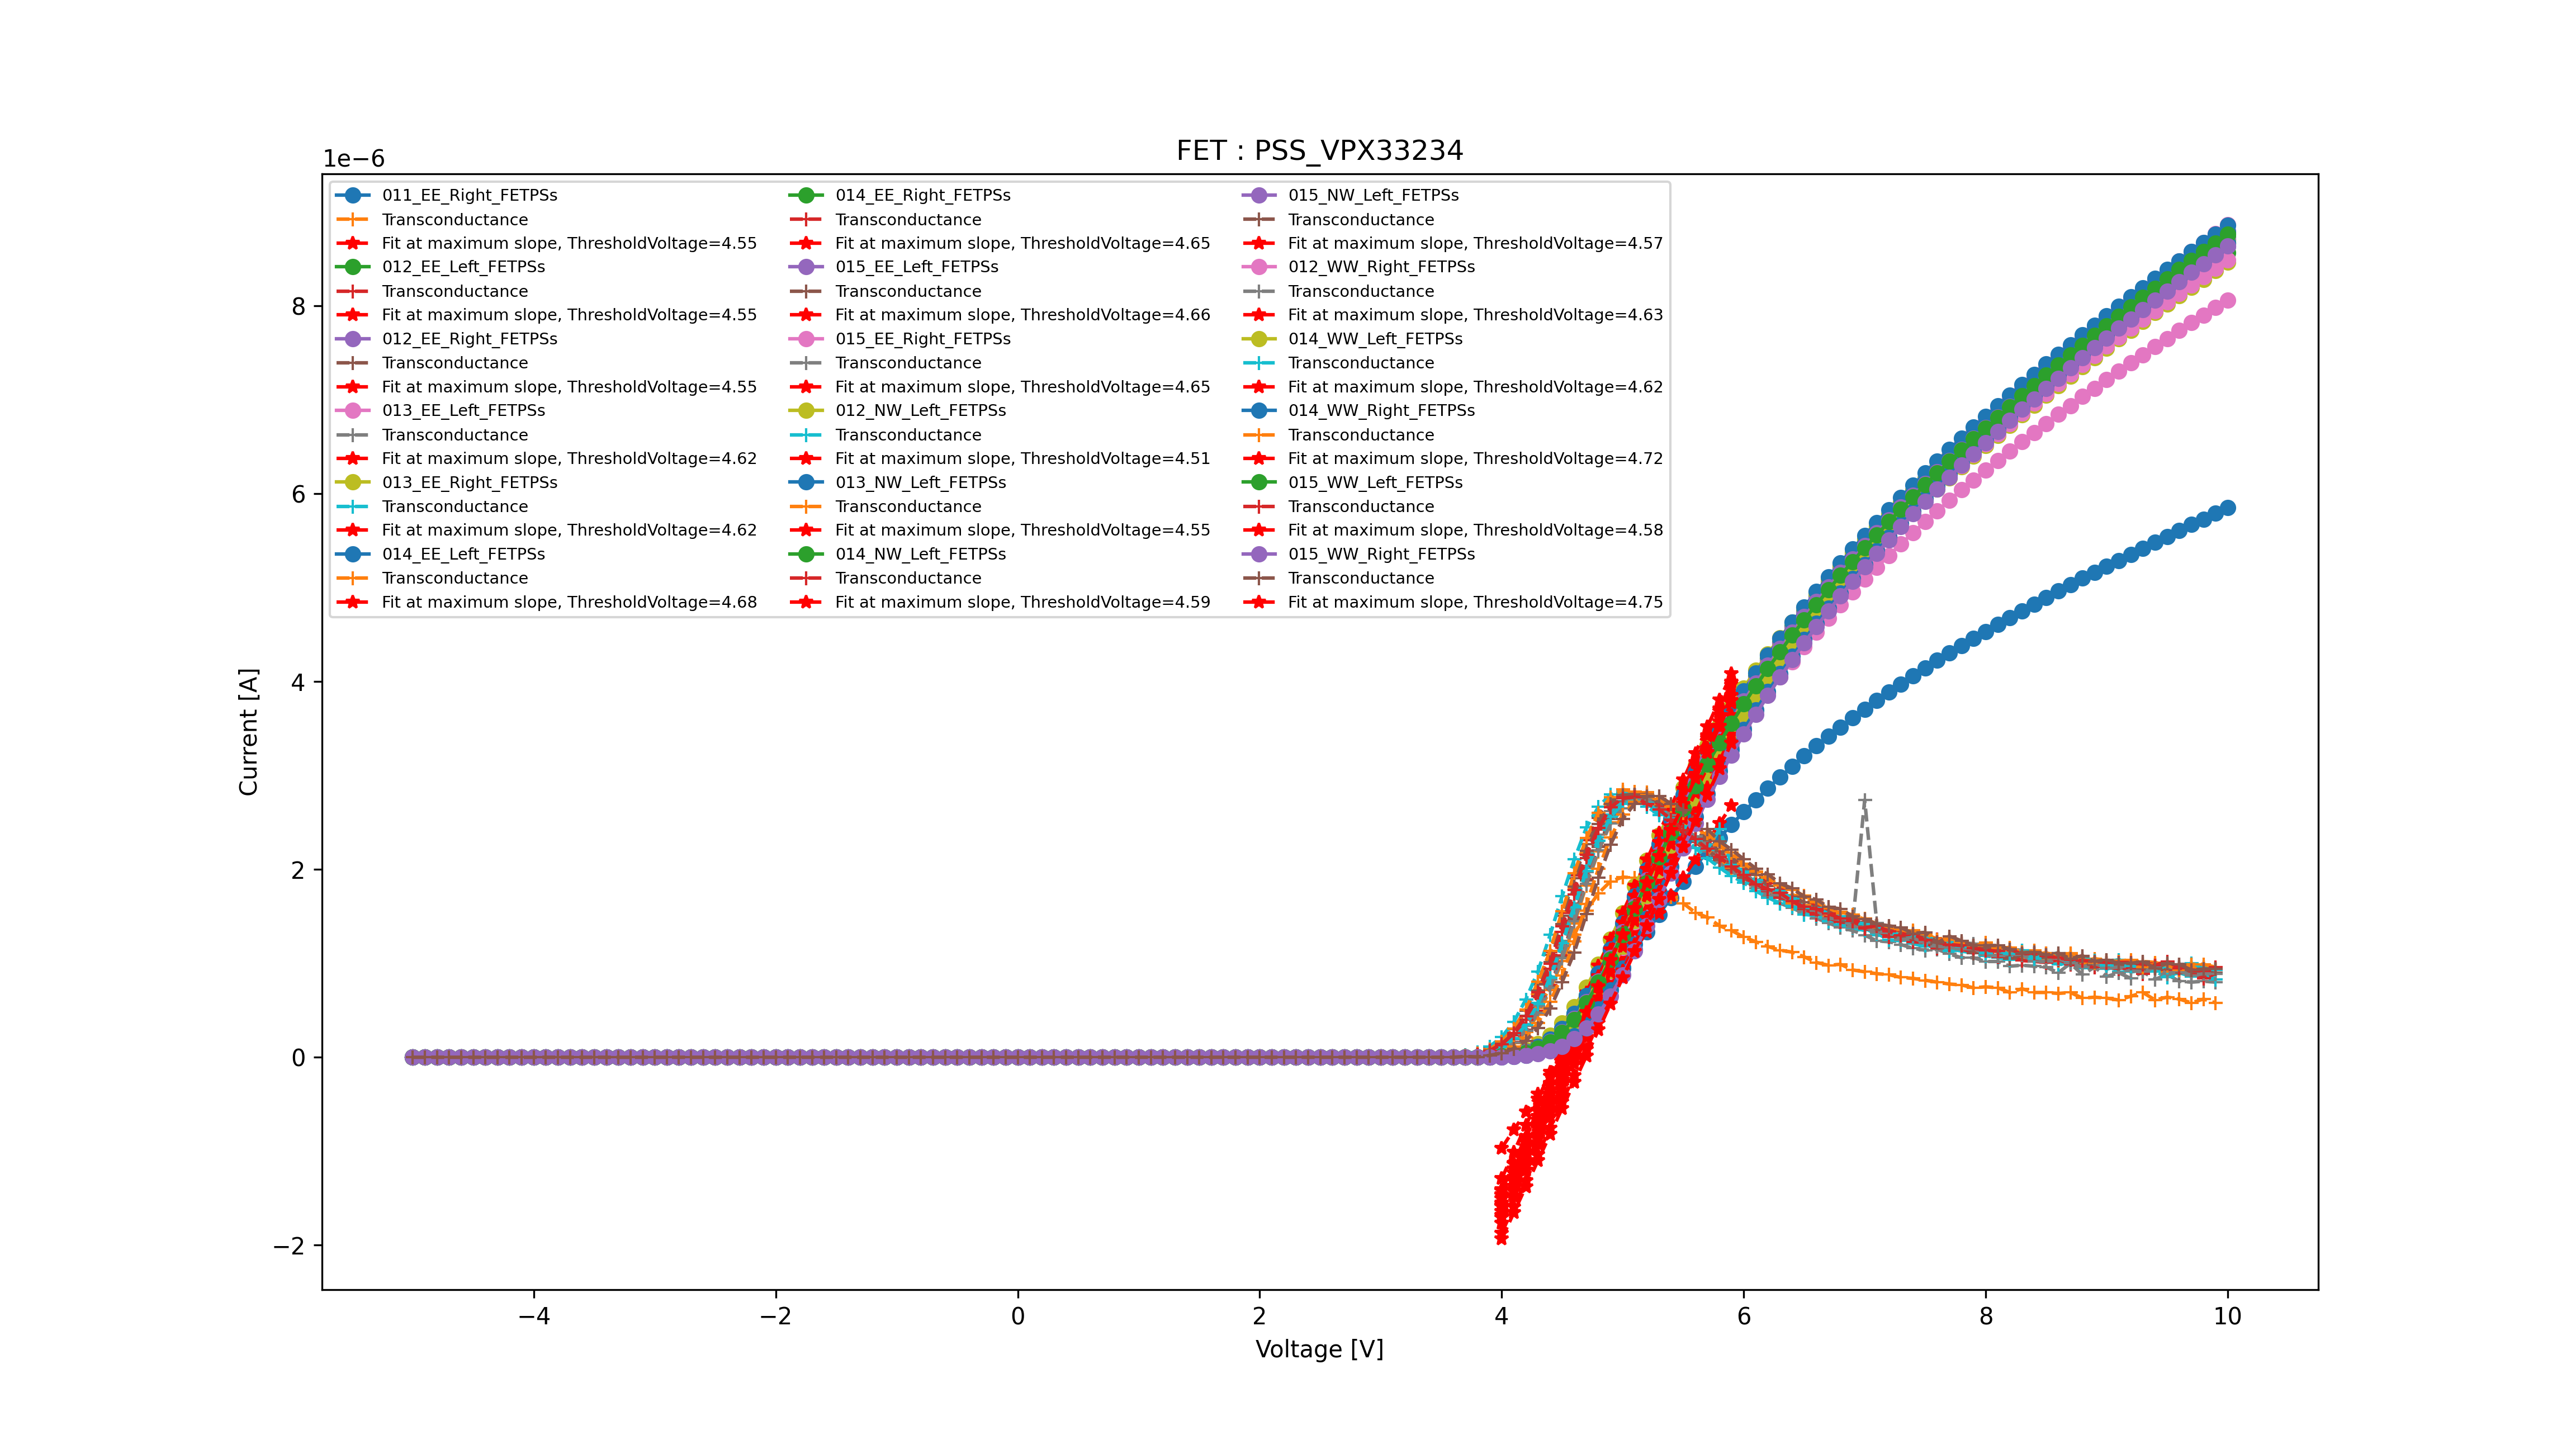 FET : PSS_VPX33234
1e−6
011_EE_Right_FETPSs
Transconductance
Fit at maximum slope, ThresholdVoltage=4.55
012_EE_Left_FETPSs
Transconductance
Fit at maximum slope, ThresholdVoltage=4.55
012_EE_Right_FETPSs
Transconductance
Fit at maximum slope, ThresholdVoltage=4.55
013_EE_Left_FETPSs
Transconductance
Fit at maximum slope, ThresholdVoltage=4.62
013_EE_Right_FETPSs
Transconductance
Fit at maximum slope, ThresholdVoltage=4.62
014_EE_Left_FETPSs
Transconductance
Fit at maximum slope, ThresholdVoltage=4.68
014_EE_Right_FETPSs
Transconductance
Fit at maximum slope, ThresholdVoltage=4.65
015_EE_Left_FETPSs
Transconductance
Fit at maximum slope, ThresholdVoltage=4.66
015_EE_Right_FETPSs
Transconductance
Fit at maximum slope, ThresholdVoltage=4.65
012_NW_Left_FETPSs
Transconductance
Fit at maximum slope, ThresholdVoltage=4.51
013_NW_Left_FETPSs
Transconductance
Fit at maximum slope, ThresholdVoltage=4.55
014_NW_Left_FETPSs
Transconductance
Fit at maximum slope, ThresholdVoltage=4.59
015_NW_Left_FETPSs
Transconductance
Fit at maximum slope, ThresholdVoltage=4.57
012_WW_Right_FETPSs
Transconductance
Fit at maximum slope, ThresholdVoltage=4.63
014_WW_Left_FETPSs
Transconductance
Fit at maximum slope, ThresholdVoltage=4.62
014_WW_Right_FETPSs
Transconductance
Fit at maximum slope, ThresholdVoltage=4.72
015_WW_Left_FETPSs
Transconductance
Fit at maximum slope, ThresholdVoltage=4.58
015_WW_Right_FETPSs
Transconductance
Fit at maximum slope, ThresholdVoltage=4.75
8
6
4
2
0
−2
Current [A]
−4 −2 0 2 4 6 8 10
Voltage [V]